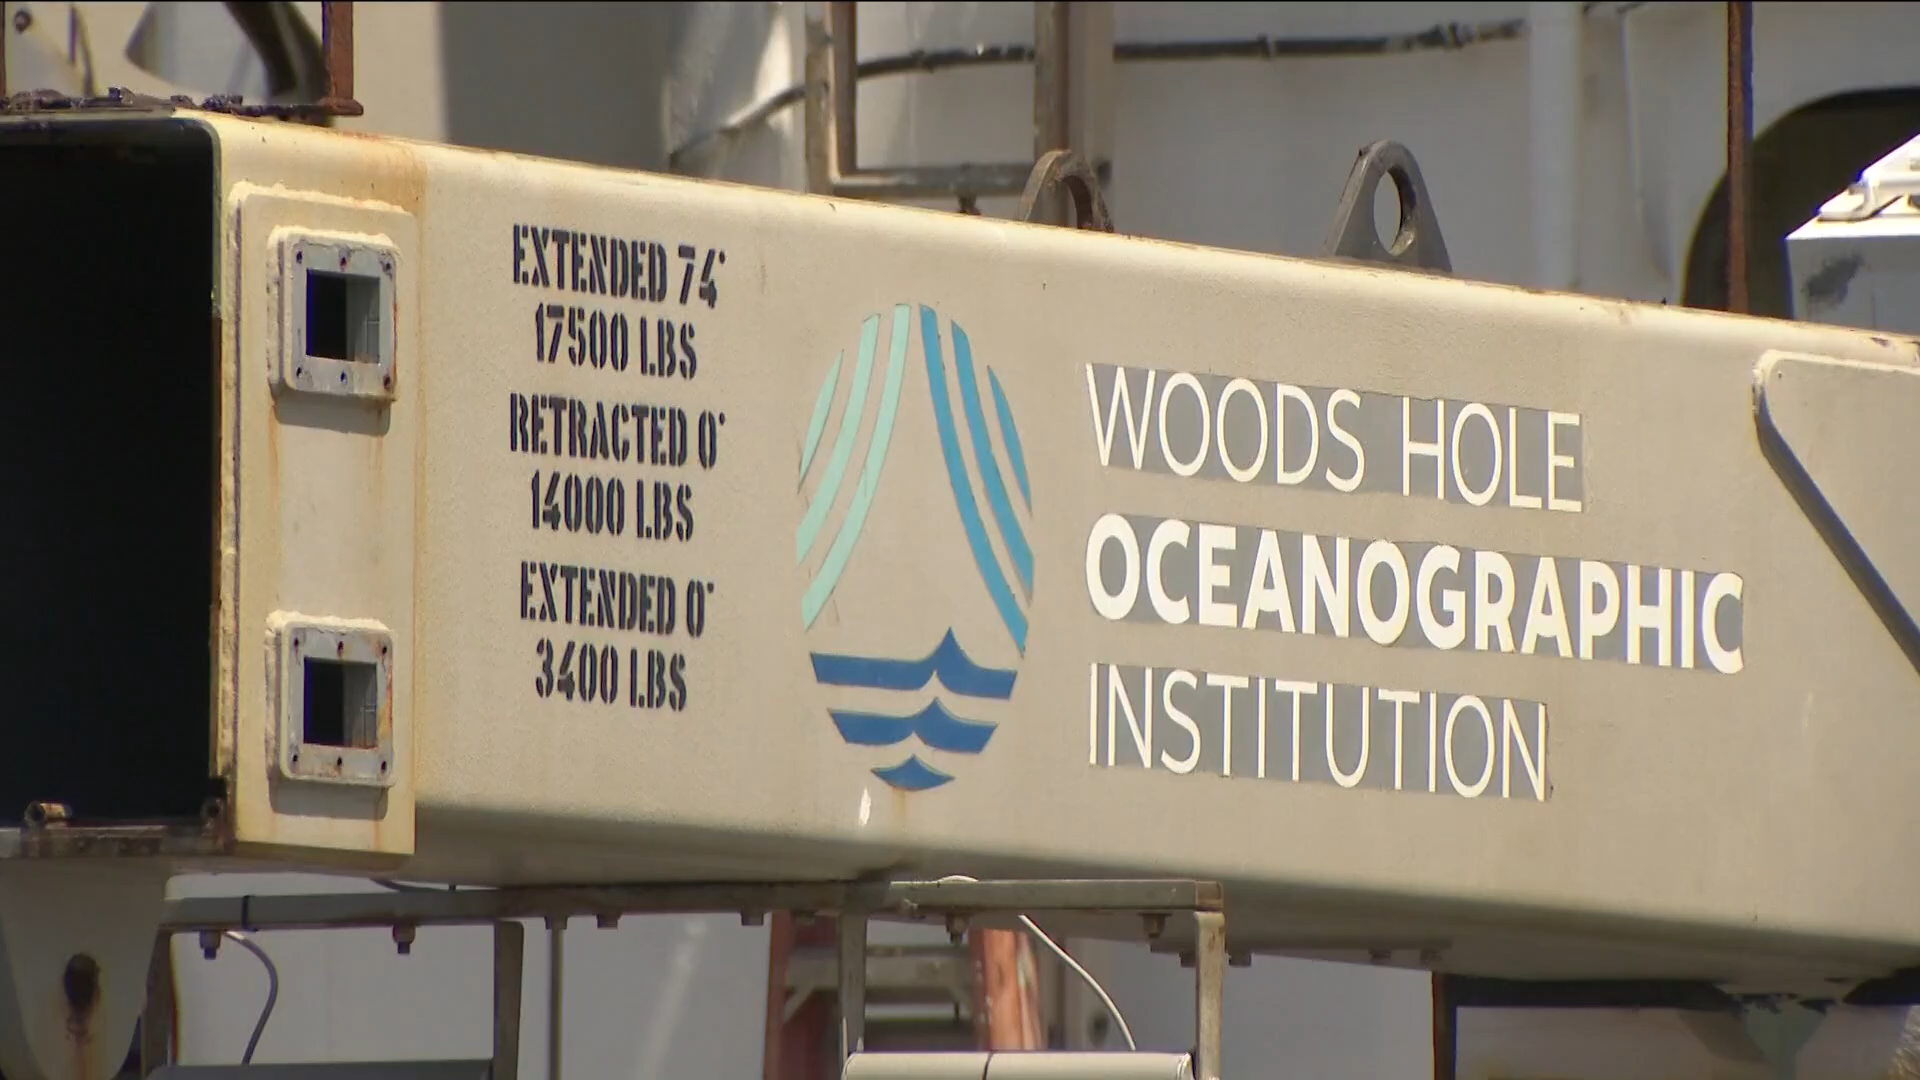 EXTENDED 74°
17500 LBS
RETRACTED 0°
14000 LBS
EXTENDED 0°
3400 LBS
WOODS HOLE
OCEANOGRAPHIC
INSTITUTION